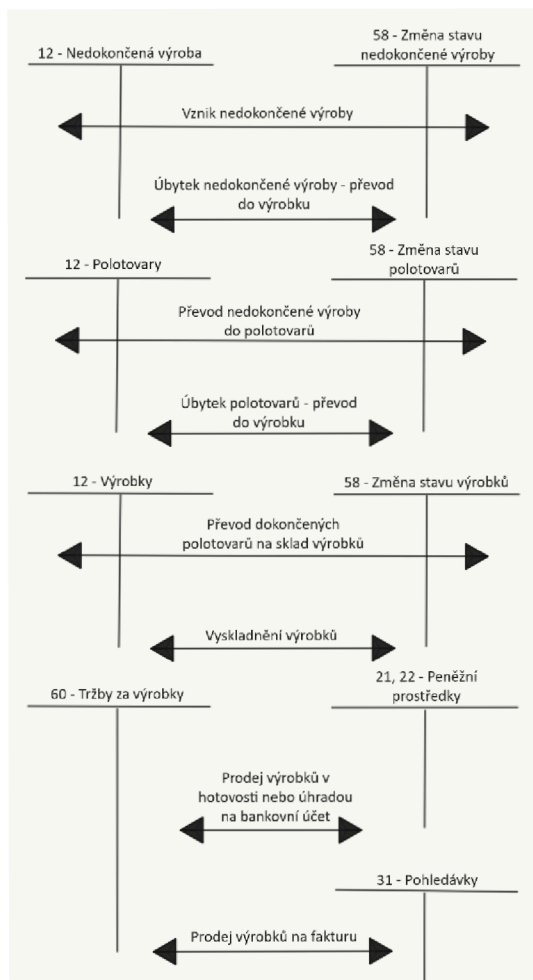 12 - Nedokončená výroba
58 - Změna stavu
nedokončené výroby
Vznik nedokončené výroby
Úbytek nedokončené výroby - převod
do výrobku
12 - Polotovary
58 - Změna stavu
polotovarů
Převod nedokončené výroby
do polotovarů
Úbytek polotovarů - převod
do výrobku
12 - Výrobky
58 - Změna stavu výrobků
Převod dokončených
polotovarů na sklad výrobků
Vyskladnění výrobků
60 - Tržby za výrobky
21, 22 - Peněžní
prostředky
Prodej výrobků v
hotovosti nebo úhradou
na bankovní účet
31 - Pohledávky
Prodej výrobků na fakturu